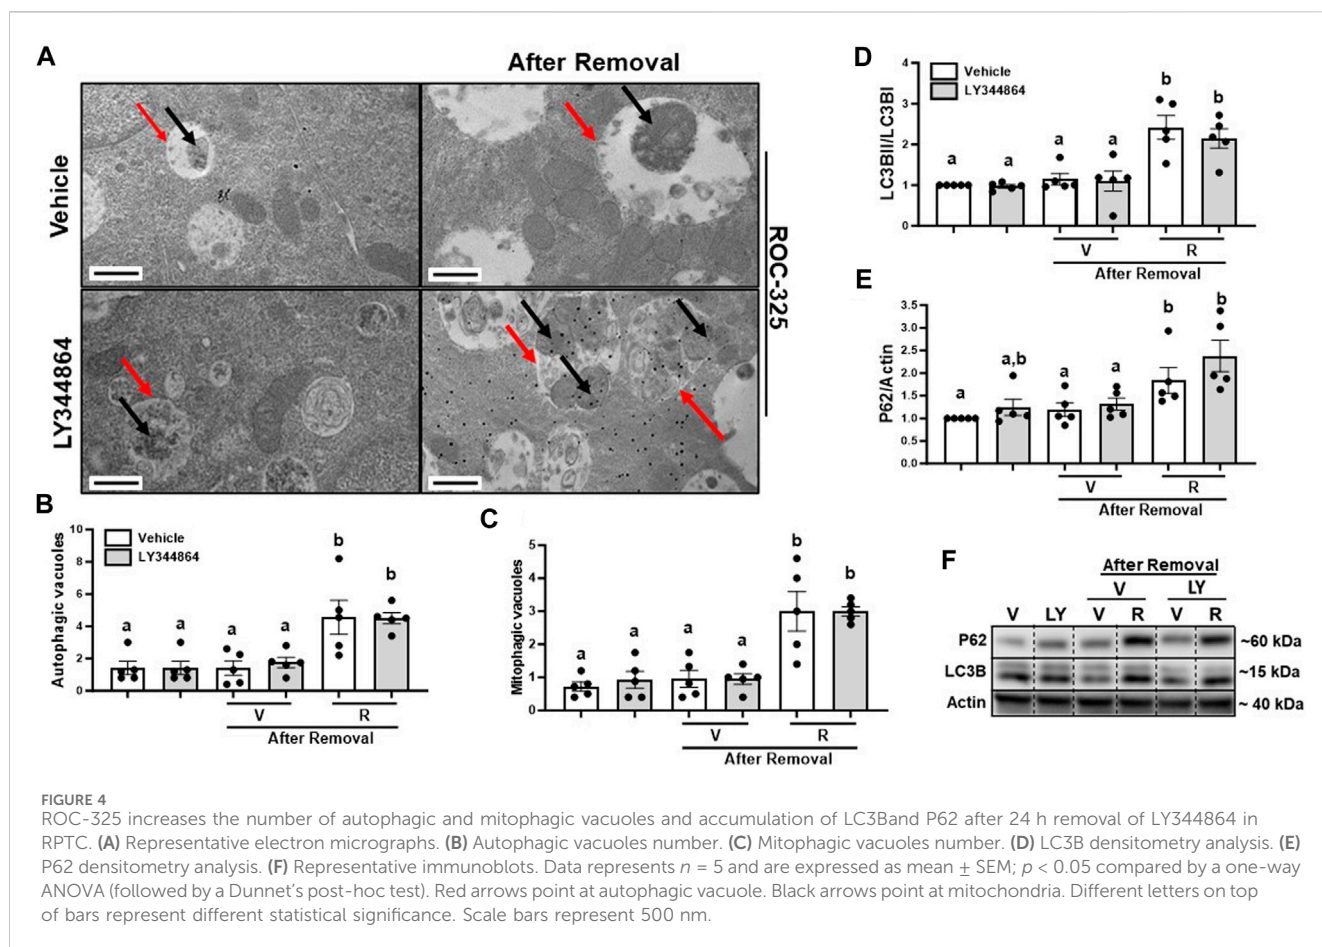 A
After Removal
Vehicle
LY344864
ROC-325
B
Autophagic vacuoles
10
8
6
4
2
0
Vehicle
LY344864
a
a
a
a
b
b
V
R
After Removal
C
Mitophagic vacuoles
5
4
3
2
1
0
a
a
a
a
b
b
V
R
After Removal
D
LC3BII/LC3BI
4
3
2
1
0
Vehicle
LY344864
a
a
a
a
b
b
V
R
After Removal
E
P62/Actin
3.5
3.0
2.5
2.0
1.5
1.0
0.5
0.0
a
a,b
a
a
b
b
V
R
After Removal
F
After Removal
V
LY
V
LY
V
R
V
R
P62
~60 kDa
LC3B
~15 kDa
Actin
~ 40 kDa
FIGURE 4
ROC-325 increases the number of autophagic and mitophagic vacuoles and accumulation of LC3Band P62 after 24 h removal of LY344864 in
RPTC. (A) Representative electron micrographs. (B) Autophagic vacuoles number. (C) Mitophagic vacuoles number. (D) LC3B densitometry analysis. (E)
P62 densitometry analysis. (F) Representative immunoblots. Data represents n = 5 and are expressed as mean ± SEM; p < 0.05 compared by a one-way
ANOVA (followed by a Dunnet's post-hoc test). Red arrows point at autophagic vacuole. Black arrows point at mitochondria. Different letters on top
of bars represent different statistical significance. Scale bars represent 500 nm.